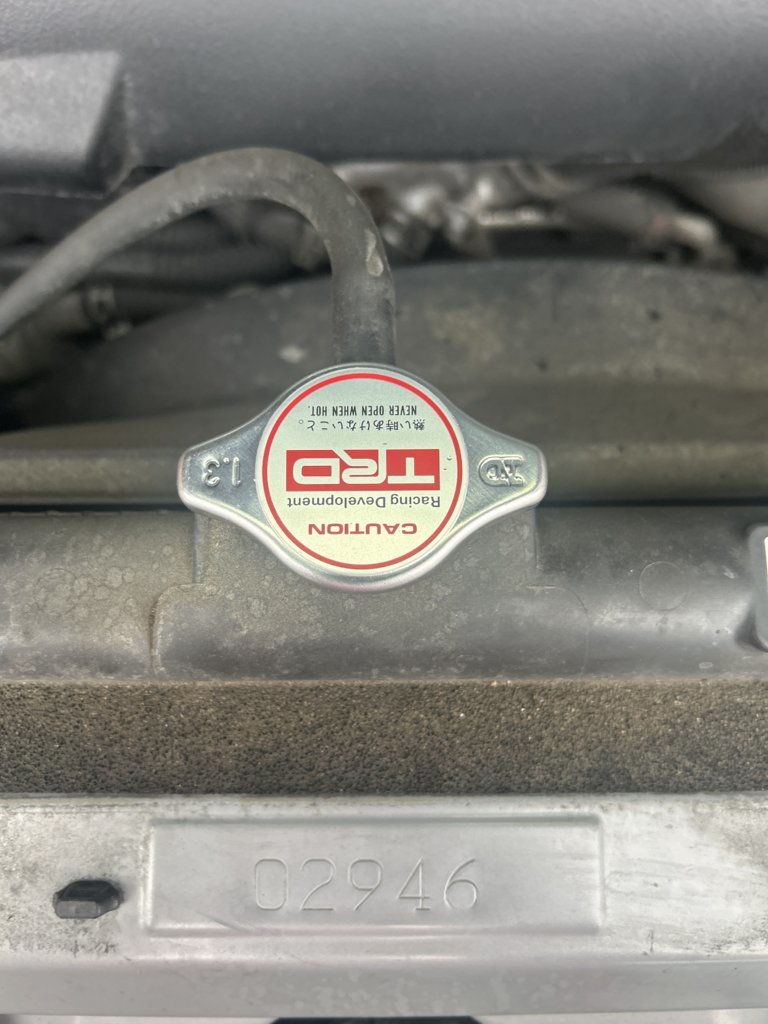 CAUTION
Racing Development
TRD
熱い時あけないこと。
NEVER OPEN WHEN HOT.
1.3
02946